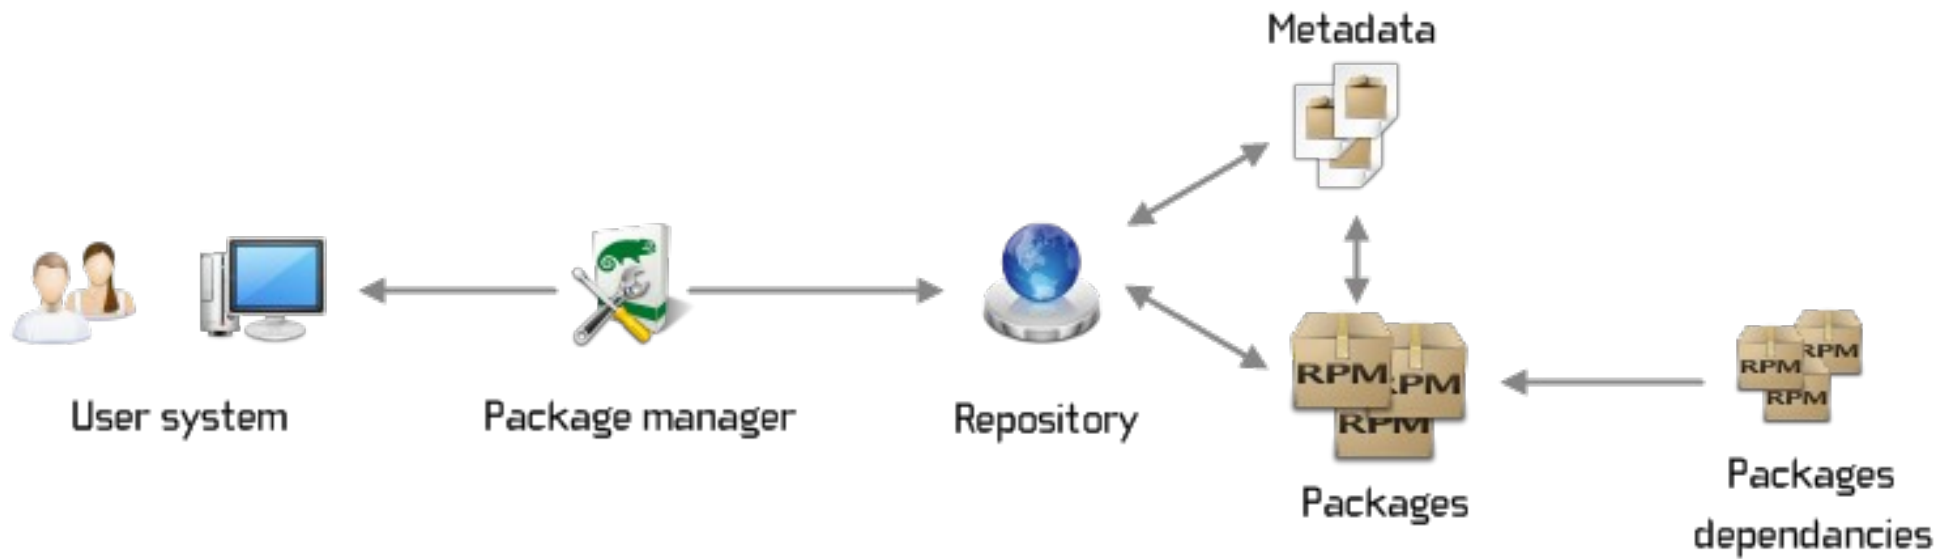 Metadata
User system
Package manager
Repository
RPM
RPM
RPM
Packages
RPM
RPM
RPM
Packages
dependancies